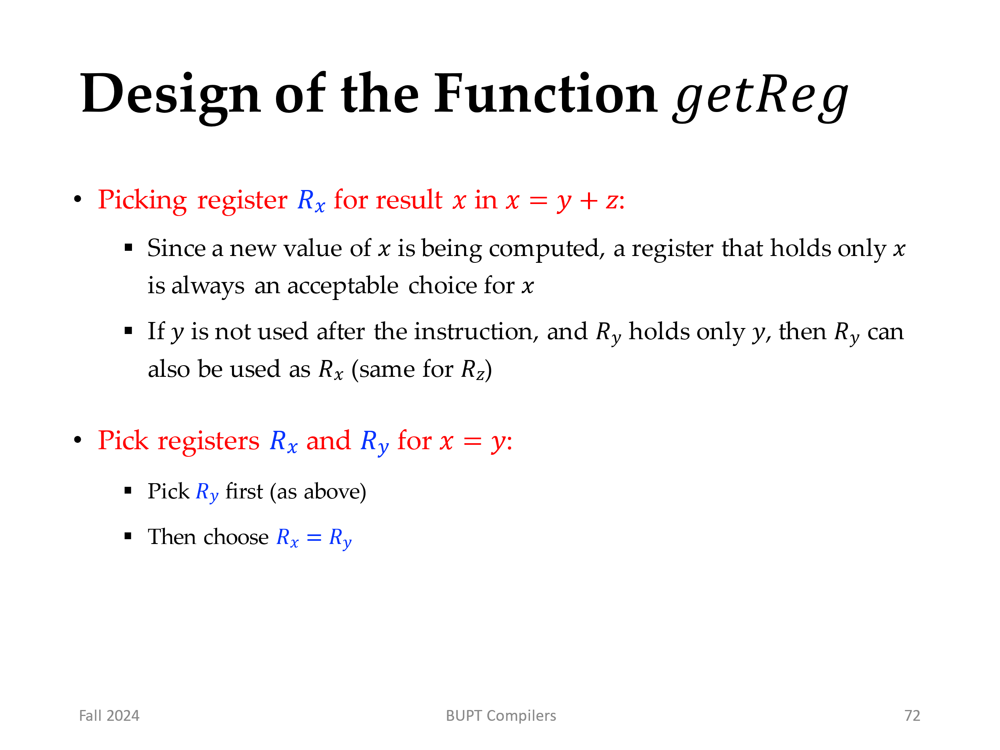 Design of the Function getReg
• Picking register Rₓ for result x in x = y + z:
▪ Since a new value of x is being computed, a register that holds only x
is always an acceptable choice for x
▪ If y is not used after the instruction, and R_y holds only y, then R_y can
also be used as R_x (same for R_z)
• Pick registers R_x and R_y for x = y:
▪ Pick R_y first (as above)
▪ Then choose R_x = R_y
Fall 2024
BUPT Compilers
72